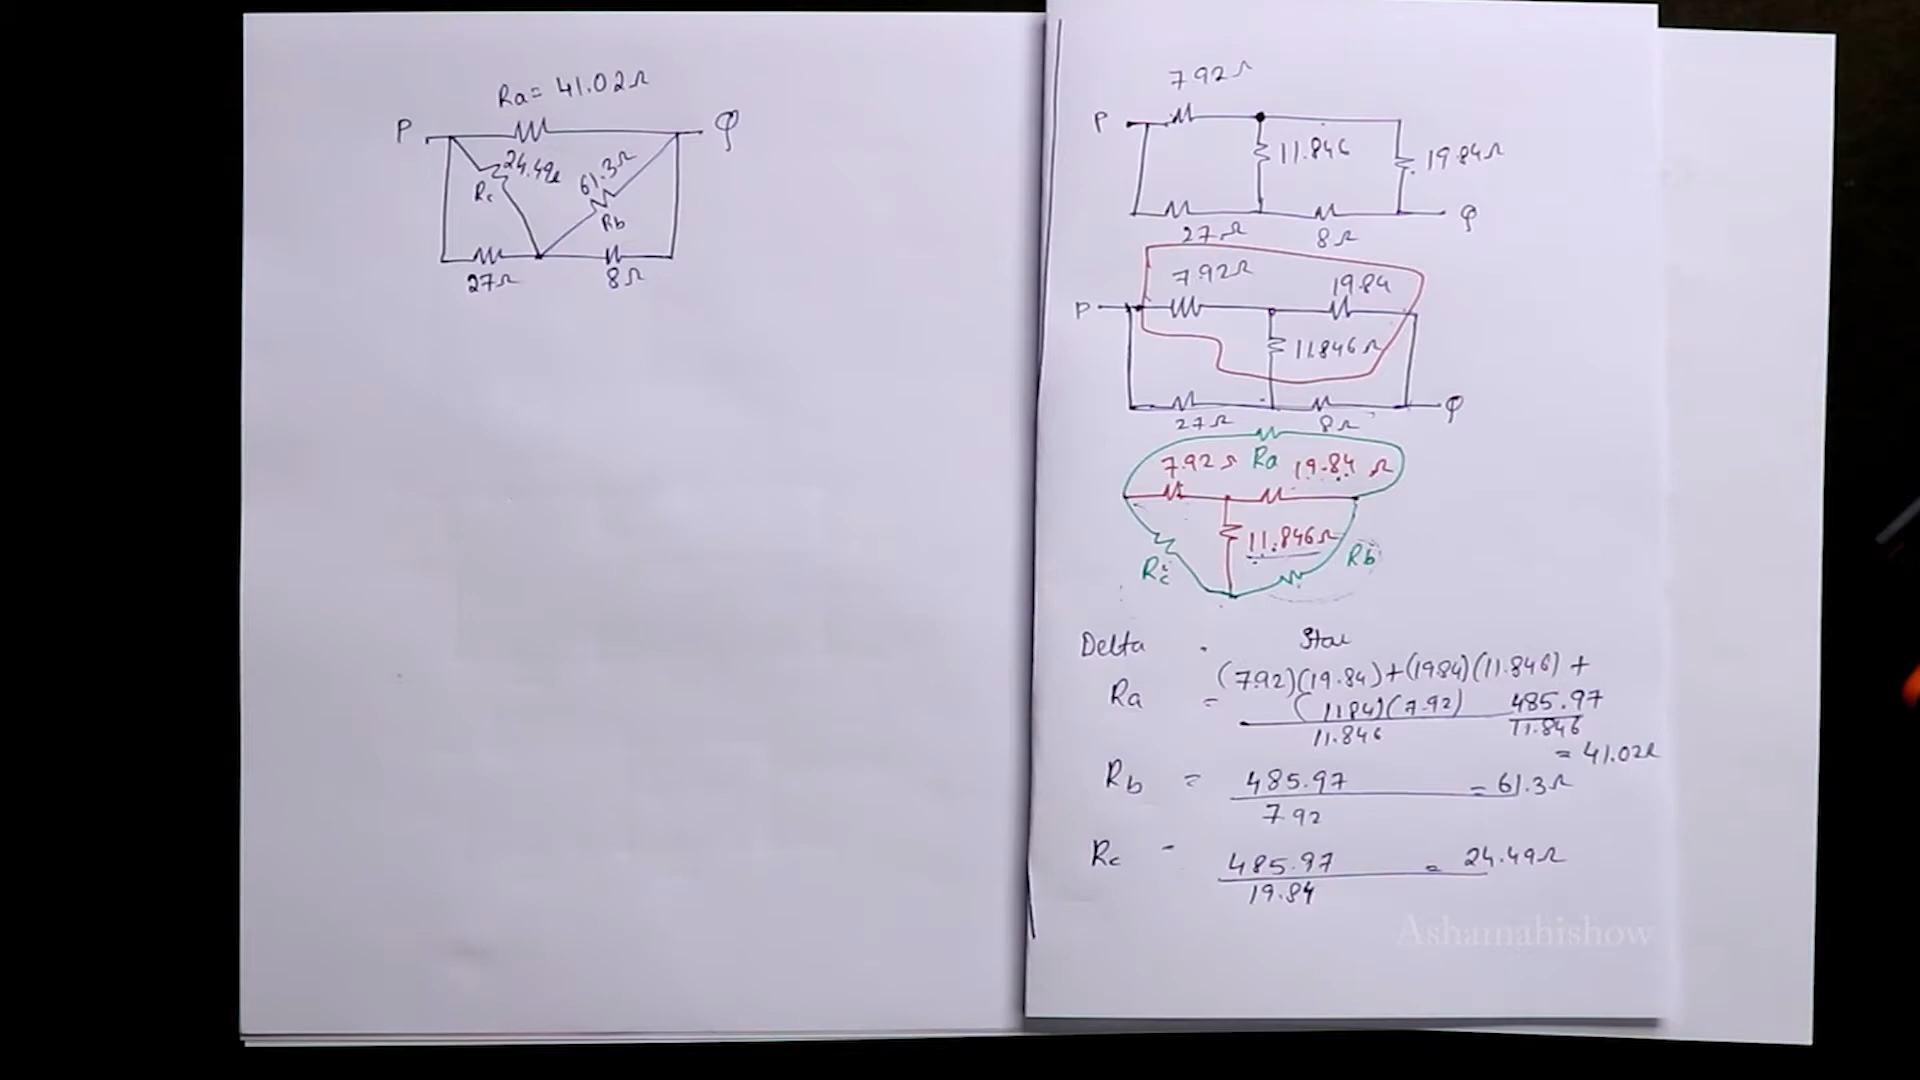 Ra = 41.02Ω
P
Q
24.49Ω
61.3Ω
Rc
Rb
27Ω
8Ω
7.92Ω
P
11.846
19.84Ω
27Ω
8Ω
Q
7.92Ω
19.84
P
11.846Ω
27Ω
8Ω
Q
7.92Ω Ra 19.84 Ω
11.846Ω
Rc
Rb
Delta . Star
Ra = (7.92)(19.84)+(19.84)(11.846) +
(11.84)(7.92)
11.846
485.97
11.846
= 41.02Ω
Rb = 485.97 = 61.3Ω
7.92
Rc = 485.97 = 24.49Ω
19.84
Ashamahishow